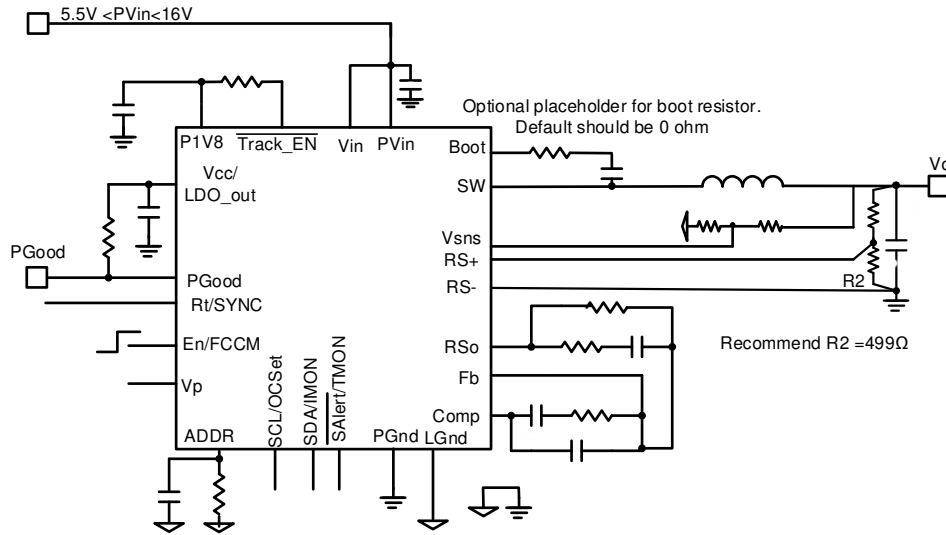 5.5V <PVin<16V
Optional placeholder for boot resistor.
Default should be 0 ohm
P1V8
Track_EN
Vin
PVin
Boot
Vcc/
LDO_out
SW
Vo
Vsns
PGood
RS+
PGood
RS-
R2
Rt/SYNC
En/FCCM
RSo
Recommend R2 =499Ω
Fb
Vp
Comp
ADDR
SCL/OCSet
SDA/IMON
SAlert/TMON
PGnd
LGnd